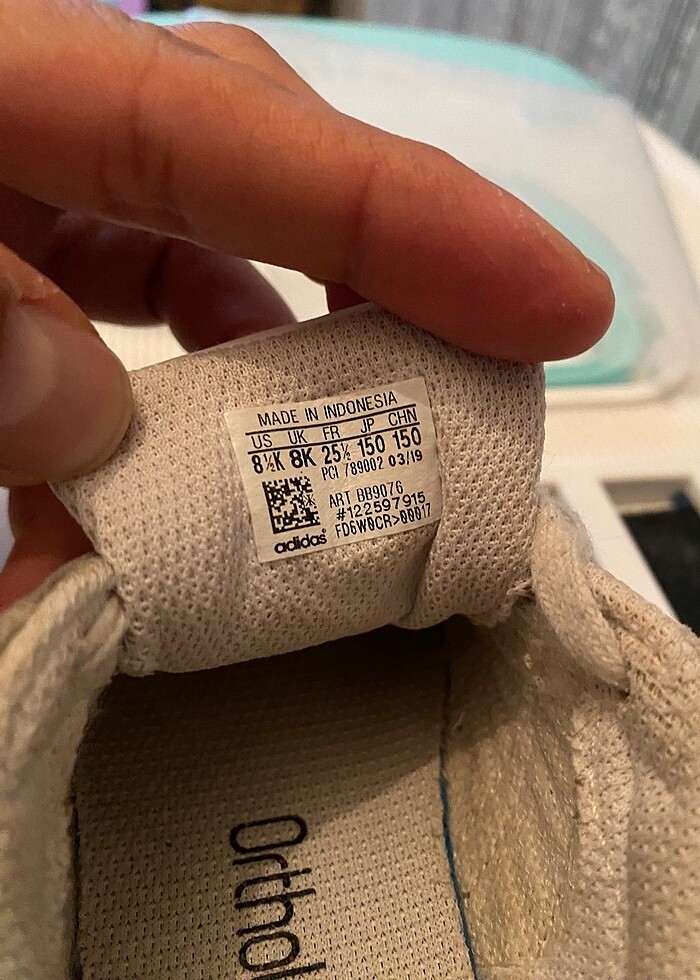 MADE IN INDONESIA
US UK FR JP CHN
8½K 8K 25½ 150 150
PCI 789002 03/19
ART BB9076
#122597915
FD6W0CR>00017
adidas
Orthol